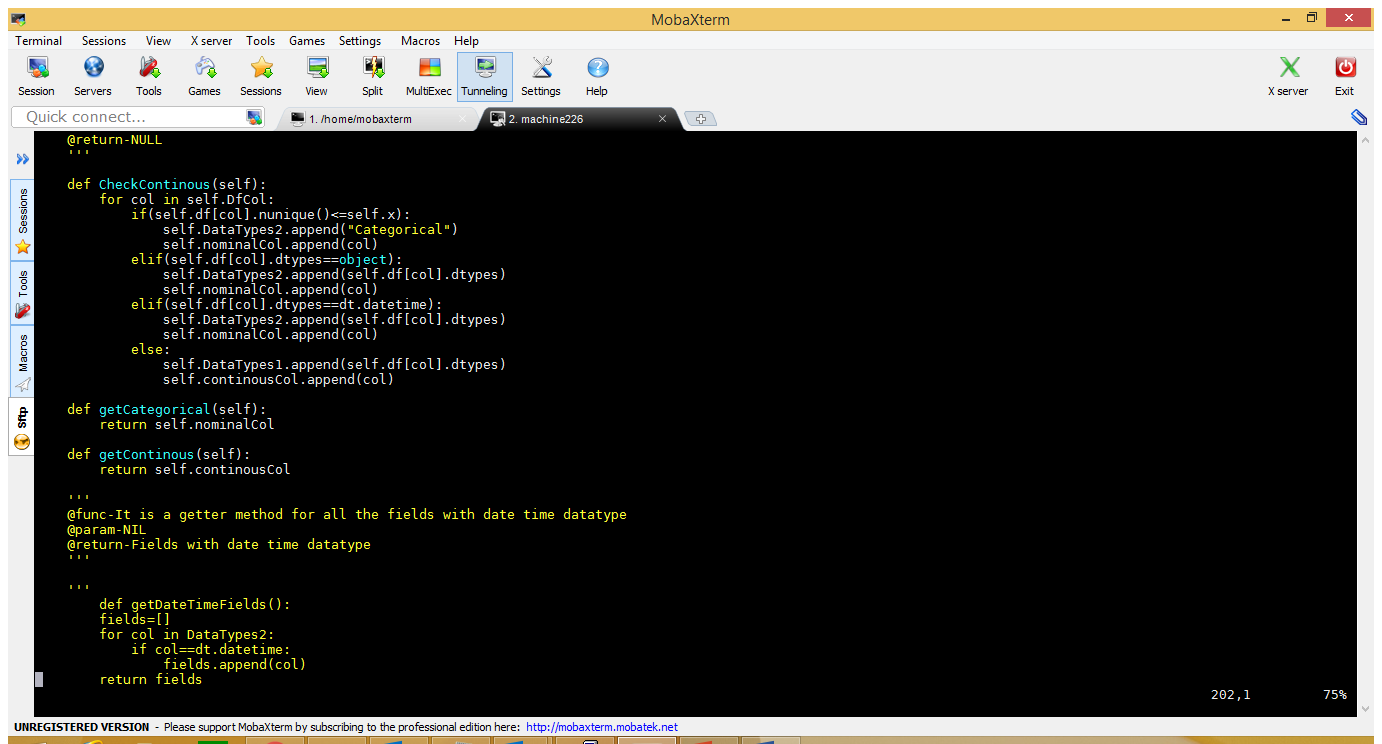 MobaXterm
Terminal Sessions View X server Tools Games Settings Macros Help
Session Servers Tools Games Sessions View Split MultiExec Tunneling Settings Help X server Exit
Quick connect... 1. /home/mobaxterm 2. machine226
Sessions
Tools
Macros
Sftp
@return-NULL
'''
def CheckContinous(self):
for col in self.DfCol:
if(self.df[col].nunique()<=self.x):
self.DataTypes2.append("Categorical")
self.nominalCol.append(col)
elif(self.df[col].dtypes==object):
self.DataTypes2.append(self.df[col].dtypes)
self.nominalCol.append(col)
elif(self.df[col].dtypes==dt.datetime):
self.DataTypes2.append(self.df[col].dtypes)
self.nominalCol.append(col)
else:
self.DataTypes1.append(self.df[col].dtypes)
self.continousCol.append(col)
def getCategorical(self):
return self.nominalCol
def getContinous(self):
return self.continousCol
'''
@func-It is a getter method for all the fields with date time datatype
@param-NIL
@return-Fields with date time datatype
'''
'''
def getDateTimeFields():
fields=[]
for col in DataTypes2:
if col==dt.datetime:
fields.append(col)
return fields
202,1 75%
UNREGISTERED VERSION - Please support MobaXterm by subscribing to the professional edition here: http://mobaxterm.mobatek.net